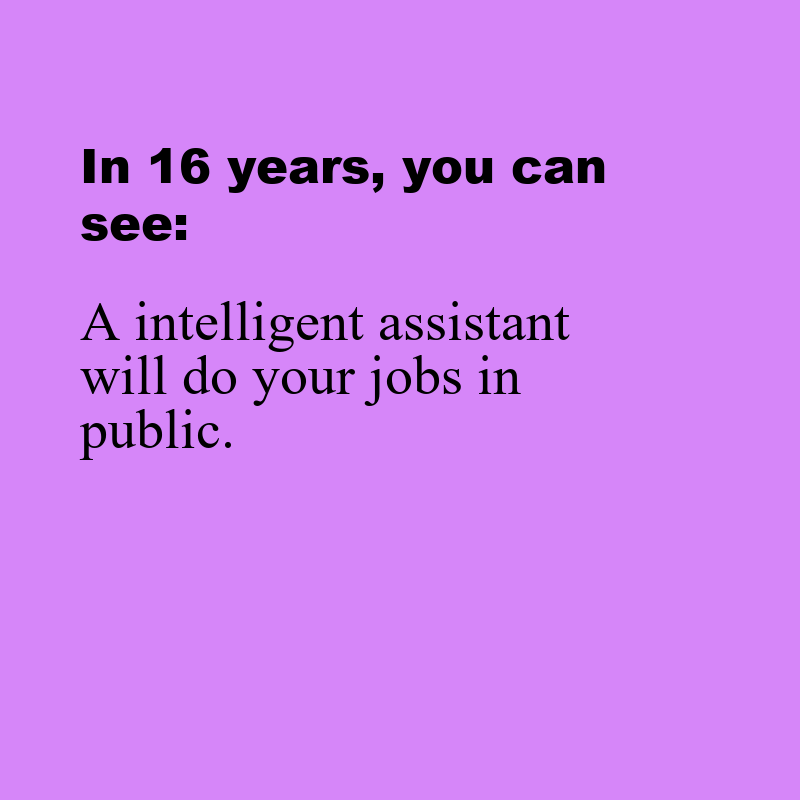 In 16 years, you can
see:
A intelligent assistant
will do your jobs in
public.